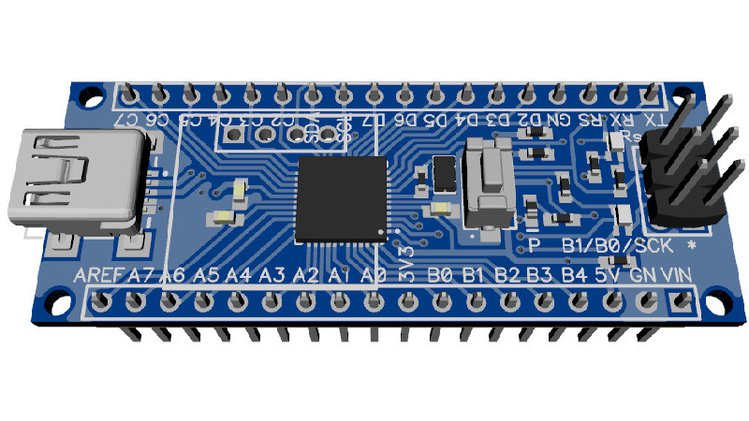 TX RX RS GN D2 D3 D4 D5 D6 D7 SCL SDA C2 C3 C4 C5 C6 C7
Rs
P B1/B0/SCK *
3V3
AREF A7 A6 A5 A4 A3 A2 A1 A0 B0 B1 B2 B3 B4 5V GN VIN